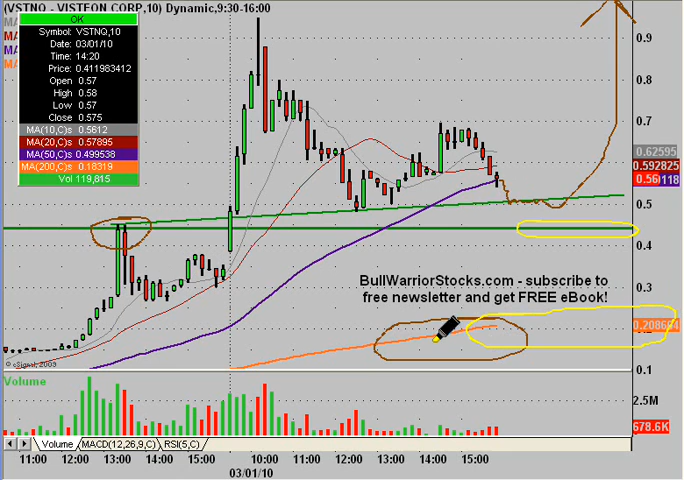 (VSTNQ - VISTEON CORP,10) Dynamic,9:30-16:00
OK
Symbol: VSTNQ,10
Date: 03/01/10
Time: 14:20
Price: 0.411983412
Open 0.57
High 0.58
Low 0.57
Close 0.575
MA(10,C)s 0.5612
MA(20,C)s 0.57895
MA(50,C)s 0.499538
MA(200,C)s 0.18319
Vol 119,815
0.9
0.8
0.7
0.62595
0.592825
0.56
118
0.5
0.4
BullWarriorStocks.com - subscribe to
free newsletter and get FREE eBook!
0.3
0.208694
0.1
© eSignal, 2009
Volume
2.5M
678.6K
Volume MACD(12,26,9,C) RSI(5,C)
11:00 12:00 13:00 14:00 15:00 10:00 11:00 12:00 13:00 14:00 15:00
03/01/10